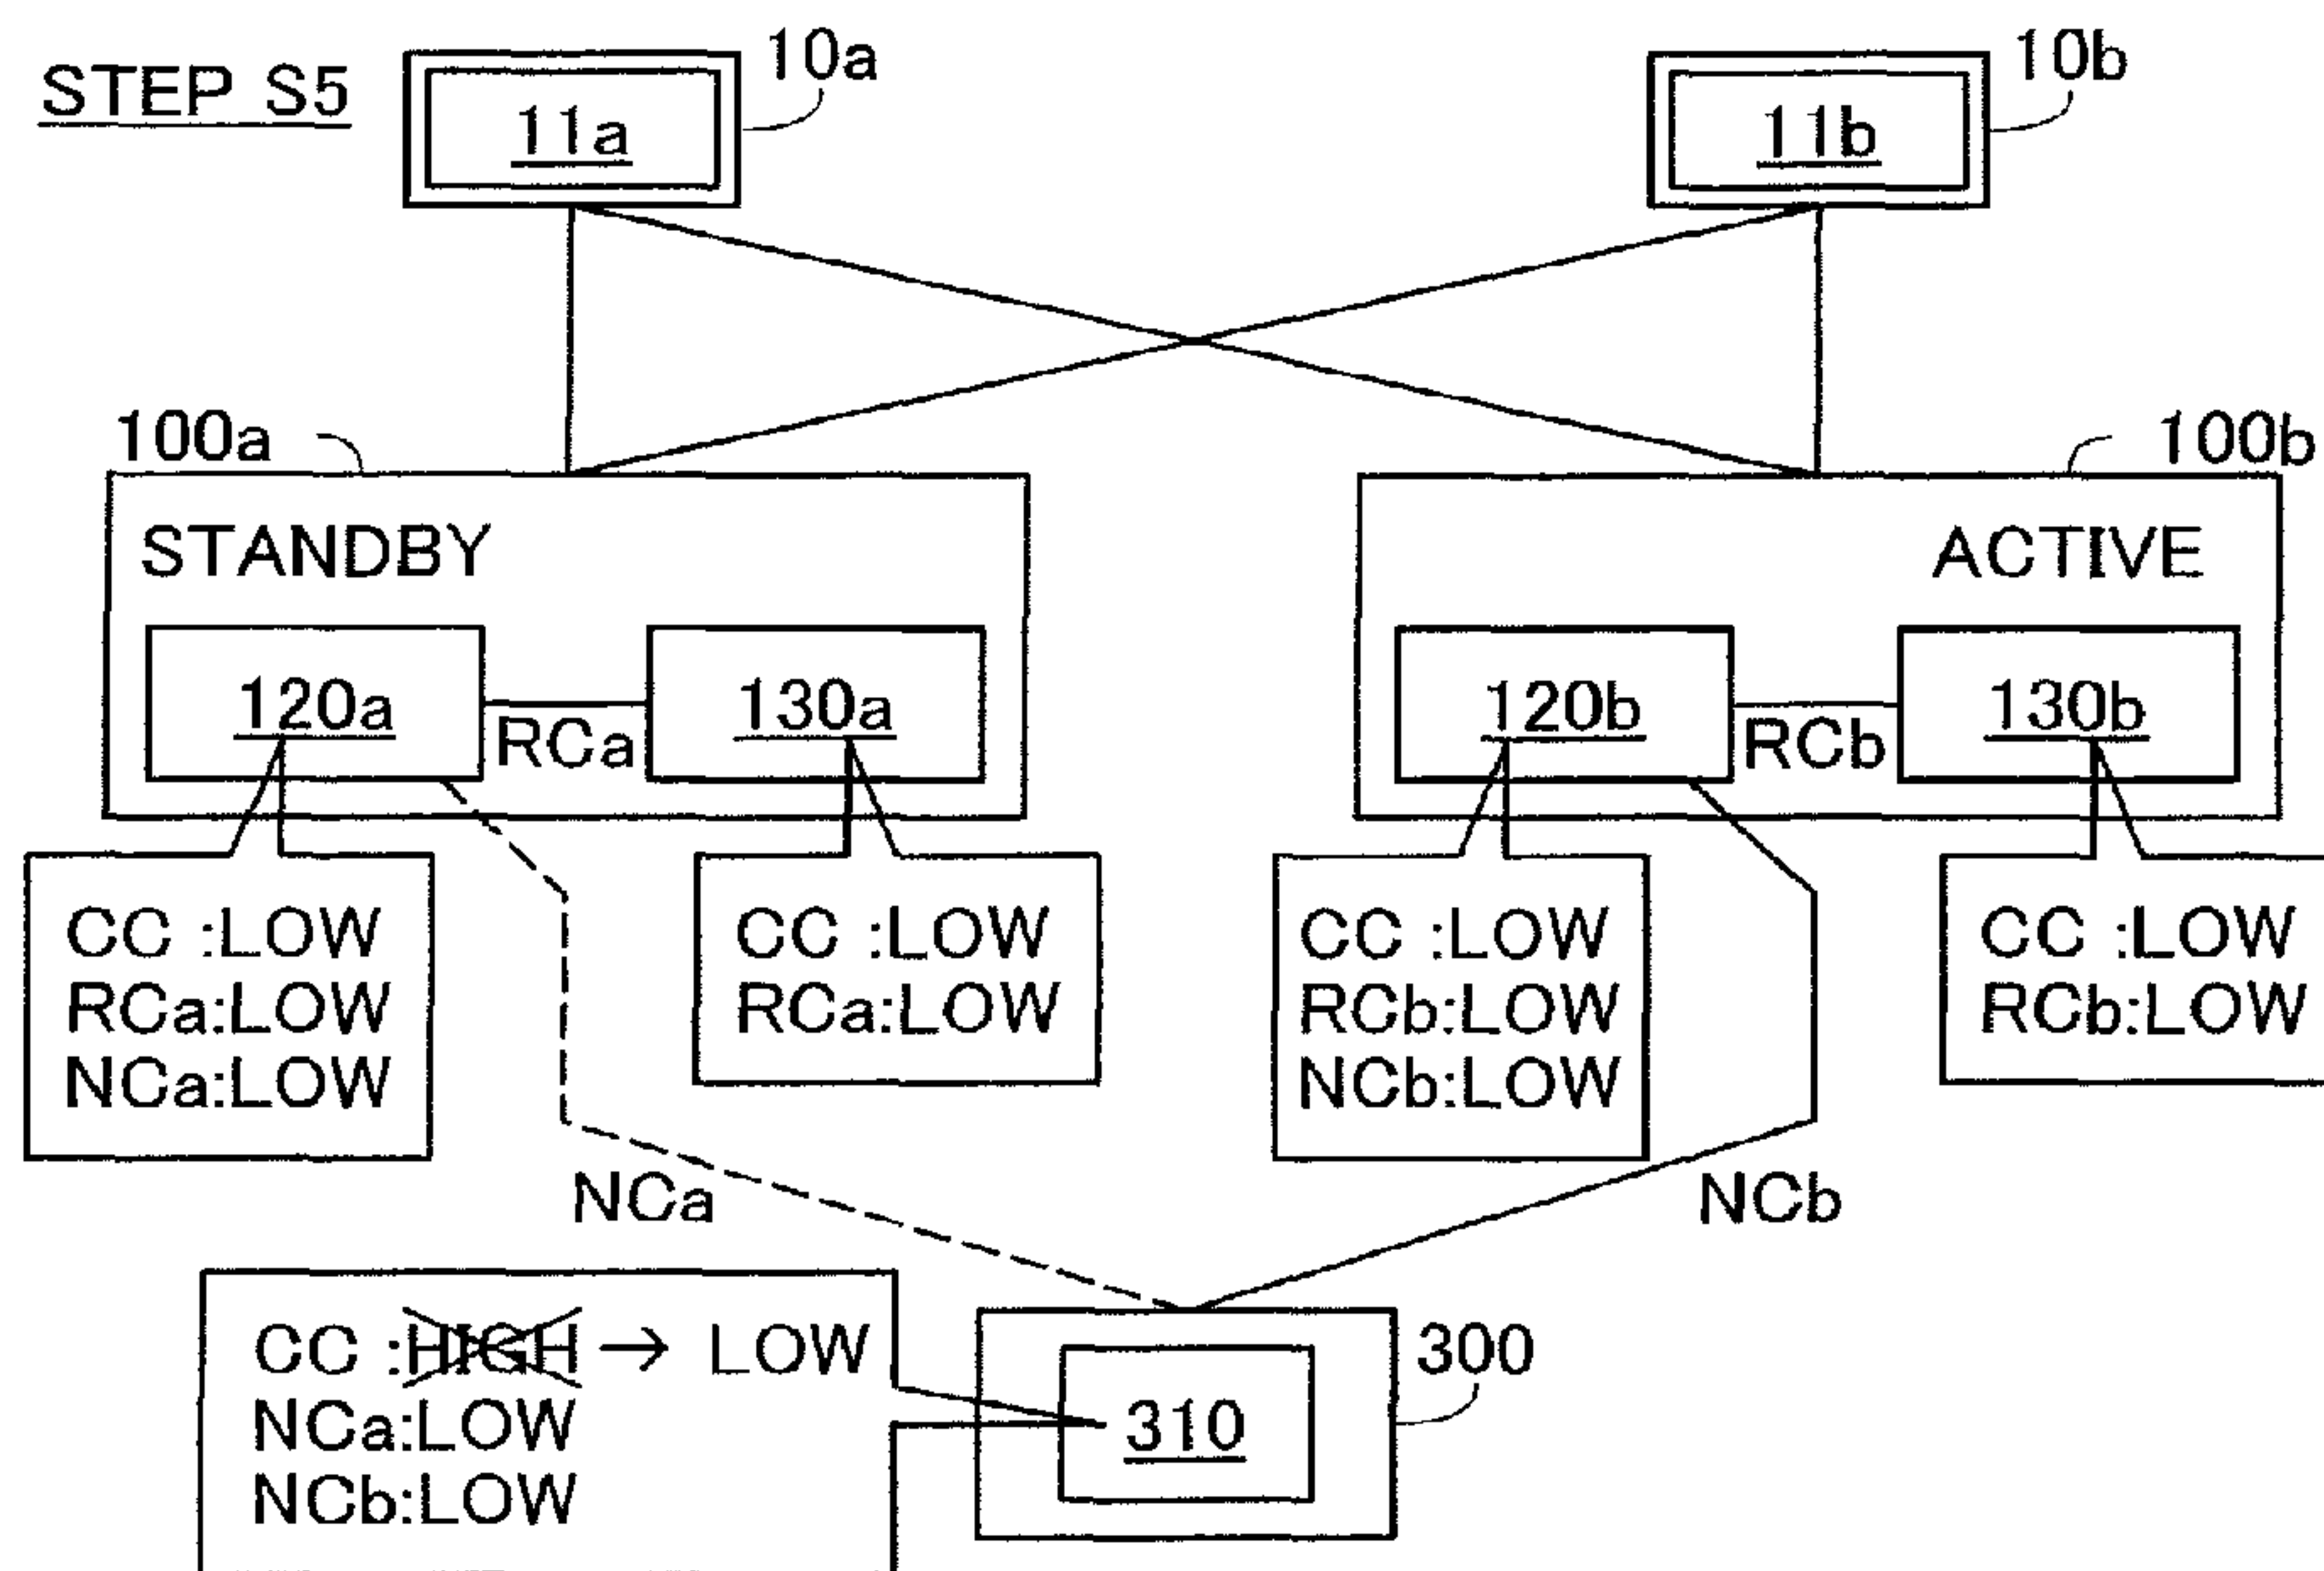 STEP S5
10a
10b
11a
11b
100a
100b
STANDBY
ACTIVE
120a
RCa
130a
120b
RCb
130b
CC :LOW
RCa:LOW
NCa:LOW
CC :LOW
RCa:LOW
CC :LOW
RCb:LOW
NCb:LOW
CC :LOW
RCb:LOW
NCa
NCb
CC :HIGH → LOW
NCa:LOW
NCb:LOW
300
310